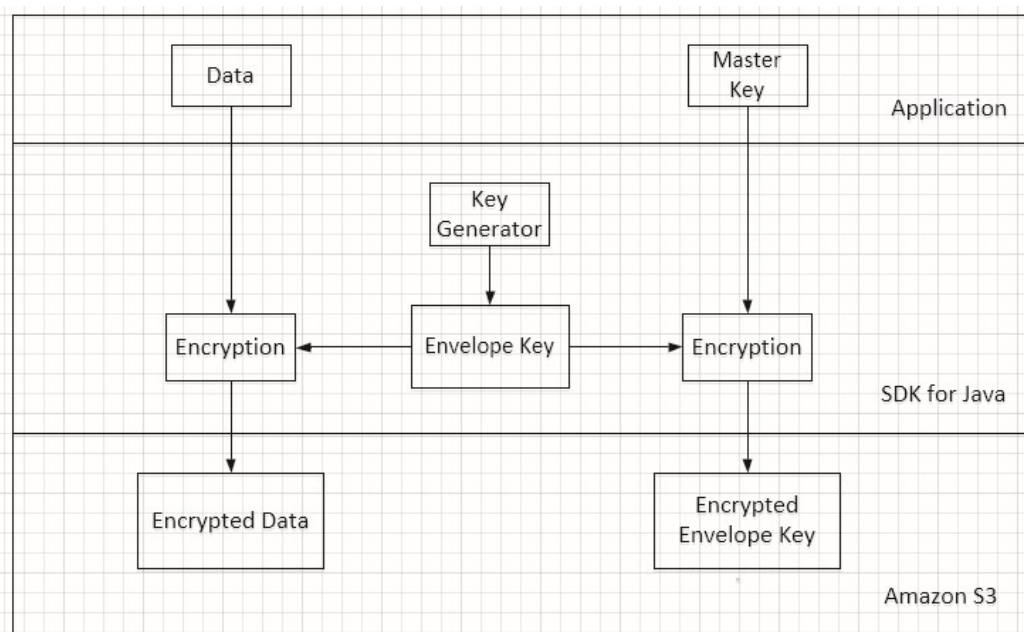 Data
Master
Key
Application
Key
Generator
Encryption
Envelope Key
Encryption
SDK for Java
Encrypted Data
Encrypted
Envelope Key
Amazon S3